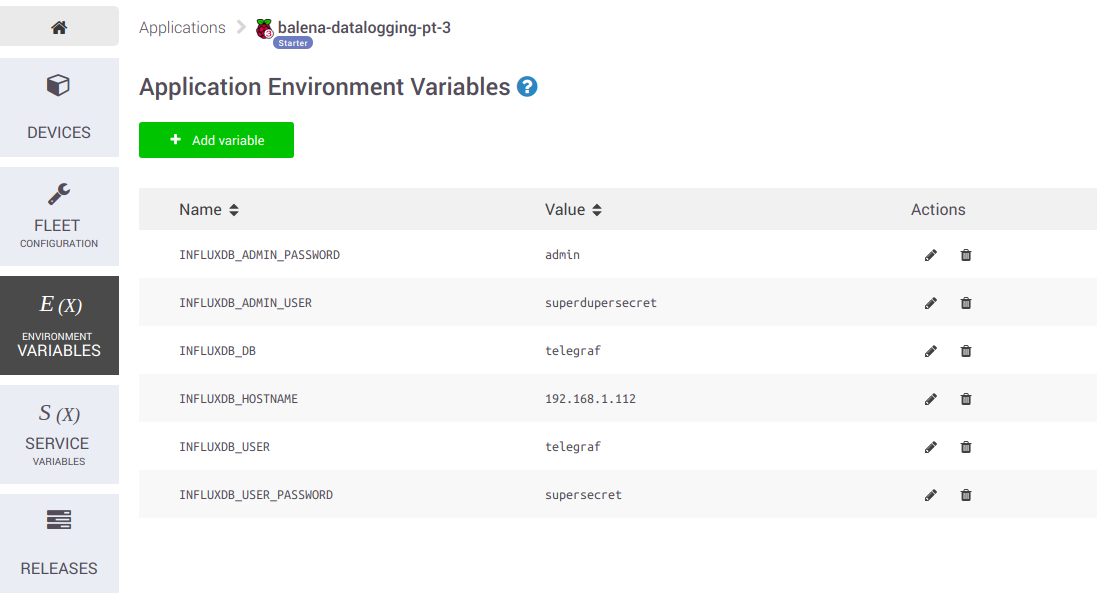 Applications balena-datalogging-pt-3
Starter
Application Environment Variables ?
+ Add variable
DEVICES
FLEET
CONFIGURATION
E (X)
ENVIRONMENT
VARIABLES
S (X)
SERVICE
VARIABLES
RELEASES
Name Value Actions
INFLUXDB_ADMIN_PASSWORD admin
INFLUXDB_ADMIN_USER superdupersecret
INFLUXDB_DB telegraf
INFLUXDB_HOSTNAME 192.168.1.112
INFLUXDB_USER telegraf
INFLUXDB_USER_PASSWORD supersecret